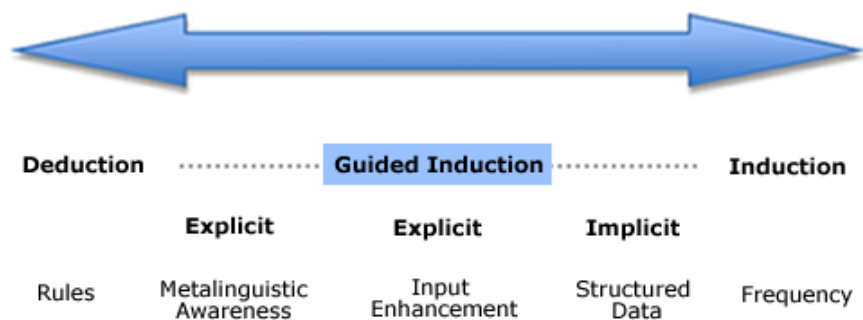 Deduction Guided Induction Induction
Explicit Explicit Implicit
Rules Metalinguistic Awareness Input Enhancement Structured Data Frequency